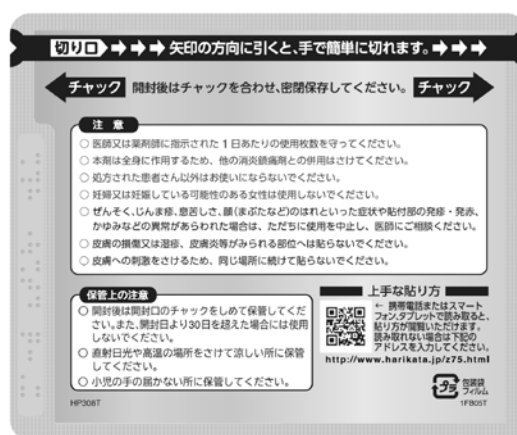 切り口 → → → 矢印の方向に引くと、手で簡単に切れます。→ → →
チャック 開封後はチャックを合わせ、密閉保存してください。 チャック
注 意
○ 医師又は薬剤師に指示された1日あたりの使用枚数を守ってください。
○ 本剤は全身に作用するため、他の消炎鎮痛剤との併用はさけてください。
○ 処方された患者さん以外はお使いにならないでください。
○ 妊婦又は妊娠している可能性のある女性は使用しないでください。
○ ぜんそく、じんま疹、息苦しさ、顔(まぶたなど)のはれといった症状や貼付部の発疹・発赤、
かゆみなどの異常があらわれた場合は、ただちに使用を中止し、医師にご相談ください。
○ 皮膚の損傷又は湿疹、皮膚炎等がみられる部位へは貼らないでください。
○ 皮膚への刺激をさけるため、同じ場所に続けて貼らないでください。
保管上の注意
○ 開封後は開封口のチャックをしめて保管してくだ
さい。また、開封日より30日を超えた場合には使用
しないでください。
○ 直射日光や高温の場所をさけて涼しい所に保管
してください。
○ 小児の手の届かない所に保管してください。
HP308T
上手な貼り方
← 携帯電話またはスマート
フォン、タブレットで読み取ると、
貼り方が閲覧いただけます。
読み取れない場合は下記の
アドレスを入力してください。
http://www.harikata.jp/z75.html
プラ 包装袋
フィルム
1FB05T